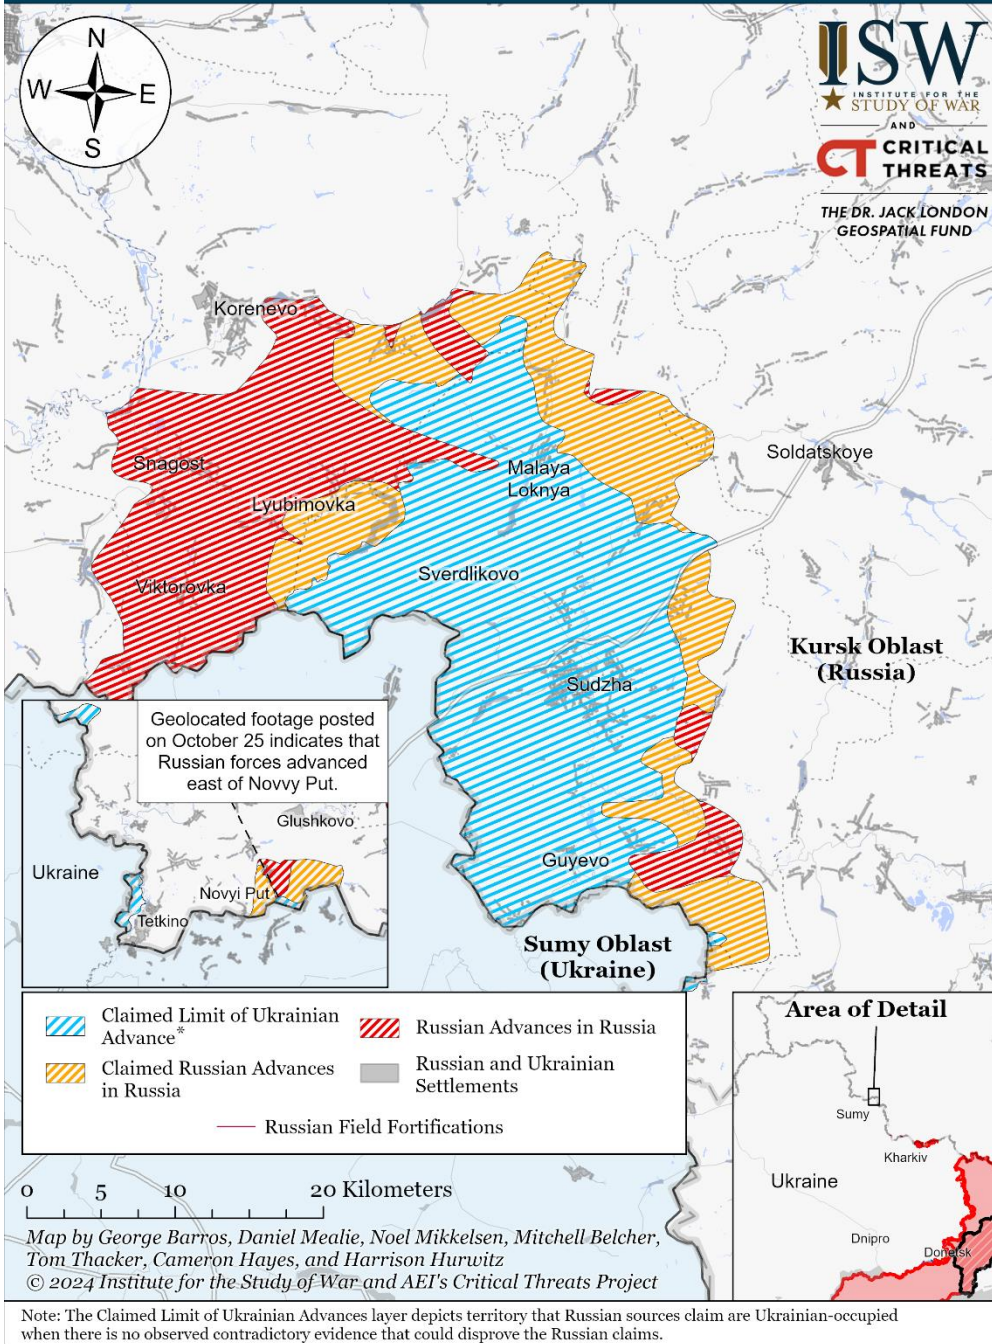 N
W
E
S
ISW
INSTITUTE FOR THE
STUDY OF WAR
AND
CT CRITICAL
THREATS
THE DR. JACK LONDON
GEOSPATIAL FUND
Korenevo
Snagost
Lyubimovka
Malaya
Loknya
Soldatskoye
Sverdlikovo
Viktorovka
Kursk Oblast
(Russia)
Sudzha
Guyevo
Sumy Oblast
(Ukraine)
Geolocated footage posted
on October 25 indicates that
Russian forces advanced
east of Novvy Put.
Glushkovo
Ukraine
Novyi Put
Tetkino
Claimed Limit of Ukrainian
Advance*
Claimed Russian Advances
in Russia
Russian Advances in Russia
Russian and Ukrainian
Settlements
Russian Field Fortifications
Area of Detail
Sumy
Kharkiv
Ukraine
Dnipro
Donetsk
0 5 10 20 Kilometers
Map by George Barros, Daniel Mealie, Noel Mikkelsen, Mitchell Belcher,
Tom Thacker, Cameron Hayes, and Harrison Hurwitz
© 2024 Institute for the Study of War and AEI's Critical Threats Project
Note: The Claimed Limit of Ukrainian Advances layer depicts territory that Russian sources claim are Ukrainian-occupied
when there is no observed contradictory evidence that could disprove the Russian claims.